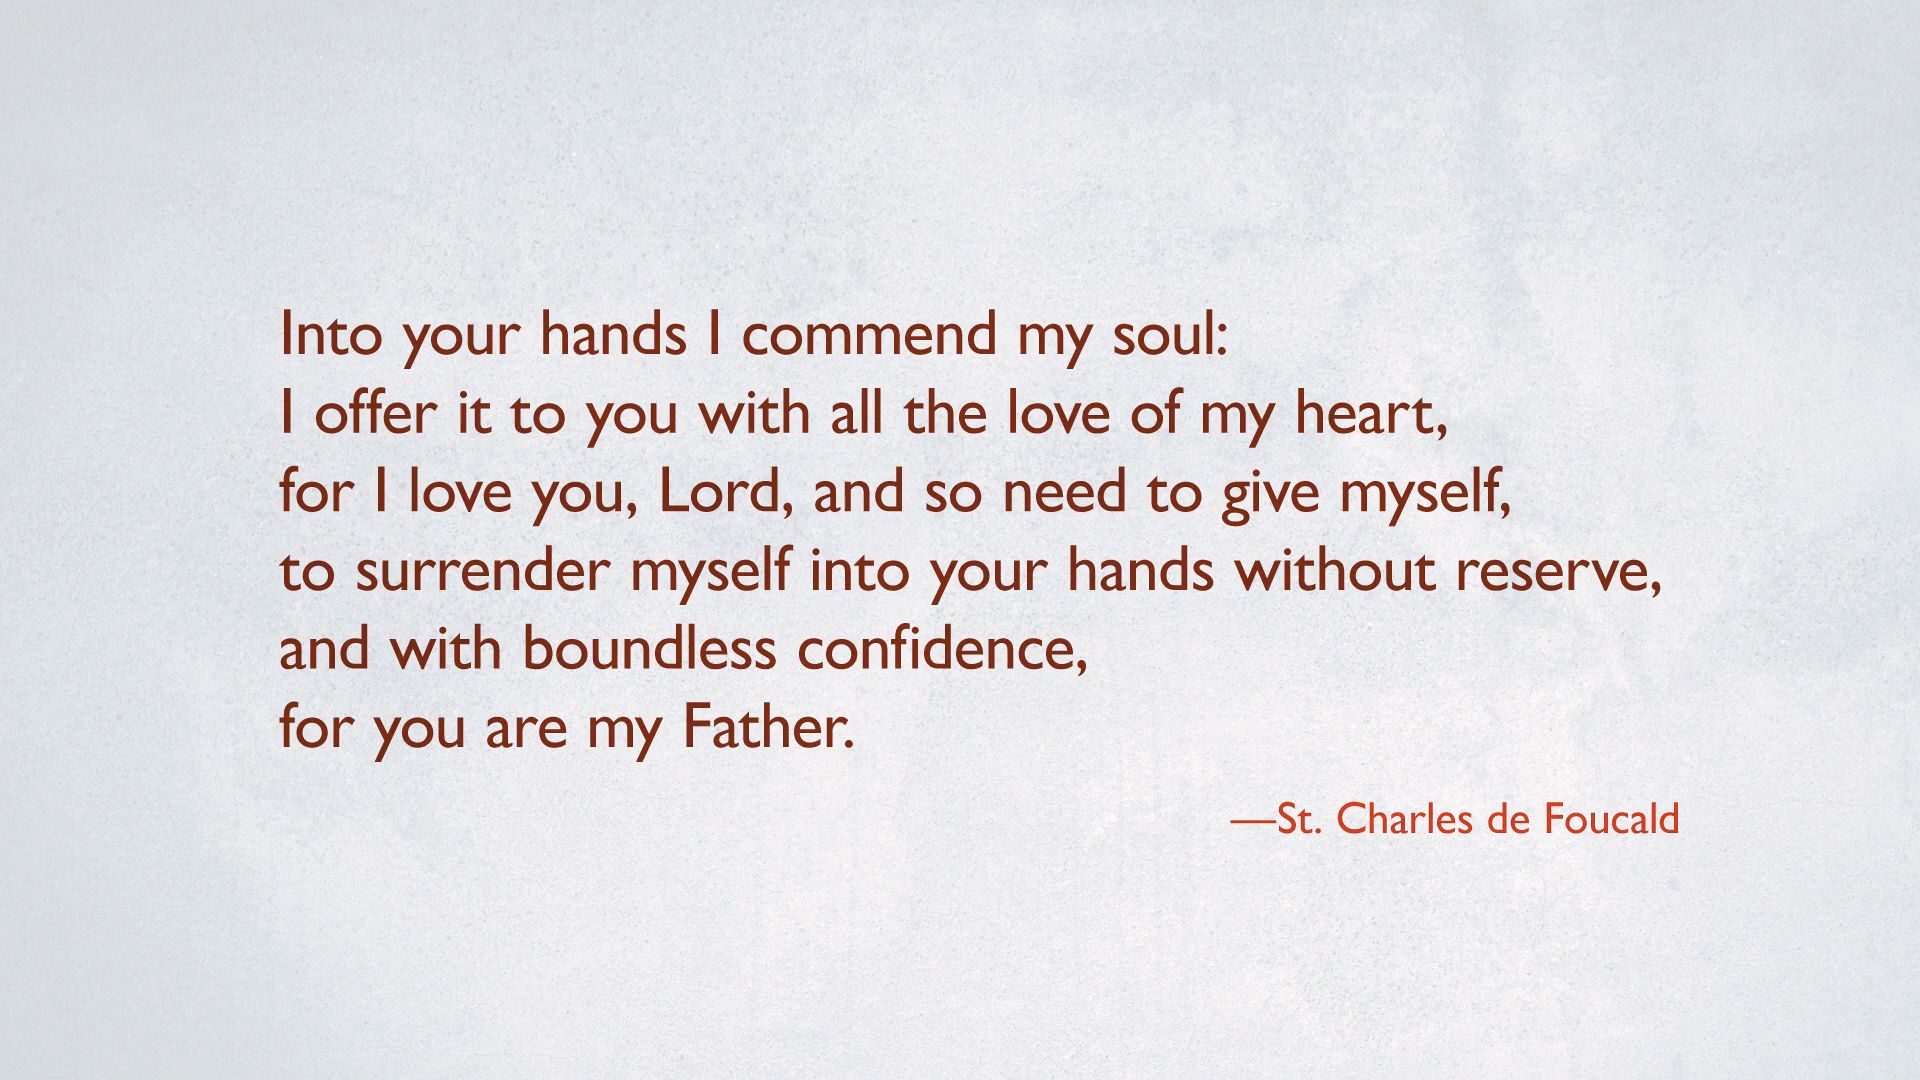 Into your hands I commend my soul:
I offer it to you with all the love of my heart,
for I love you, Lord, and so need to give myself,
to surrender myself into your hands without reserve,
and with boundless confidence,
for you are my Father.
—St. Charles de Foucald